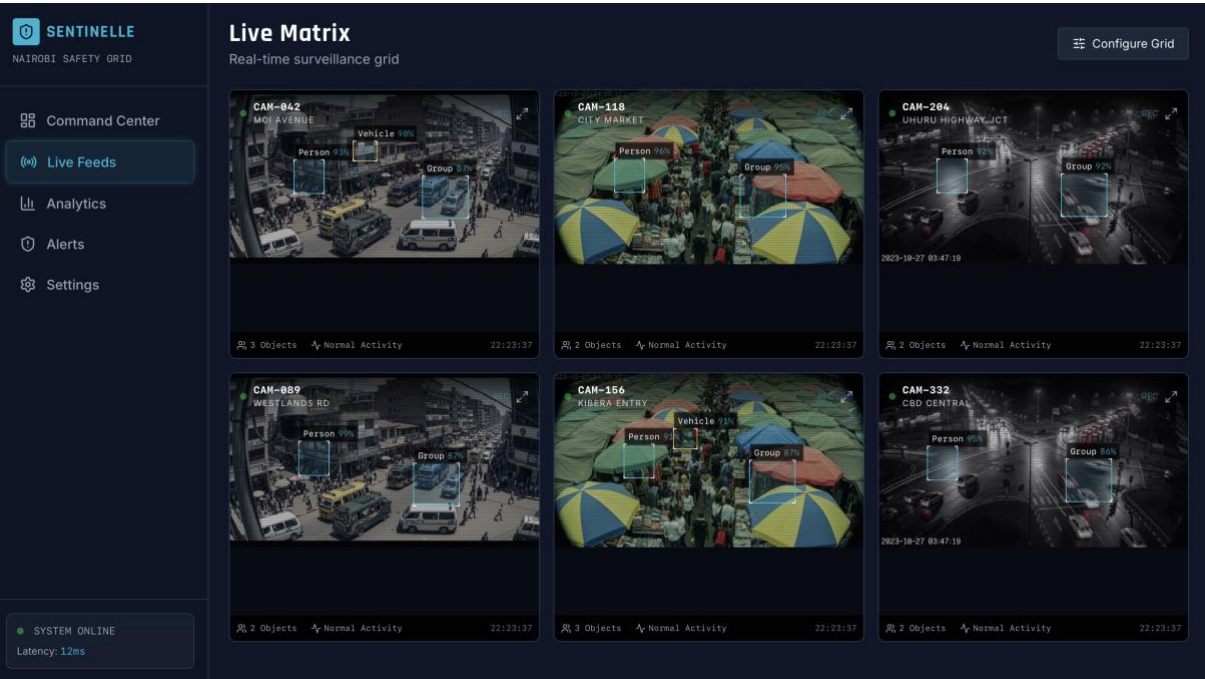 SENTINELLE
NAIROBI SAFETY GRID
Command Center
Live Feeds
Analytics
Alerts
Settings
SYSTEM ONLINE
Latency: 12ms
Live Matrix
Real-time surveillance grid
Configure Grid
CAM-042
MOI AVENUE
Vehicle 98%
Person 93%
Group 87%
3 Objects Normal Activity 22:23:37
CAM-118
CITY MARKET
REC
Person 96%
Group 95%
2 Objects Normal Activity 22:23:37
CAM-204
UHURU HIGHWAY JCT
REC
Person 92%
Group 92%
2023-10-27 03:47:19
2 Objects Normal Activity 22:23:37
CAM-089
WESTLANDS RD
REC
Person 99%
Group 87%
2 Objects Normal Activity 22:23:37
CAM-156
KIBERA ENTRY
REC
Vehicle 91%
Person
Group 87%
3 Objects Normal Activity 22:23:37
CAM-332
CBD CENTRAL
REC
Person 95%
Group 86%
2023-10-27 03:47:19
2 Objects Normal Activity 22:23:37